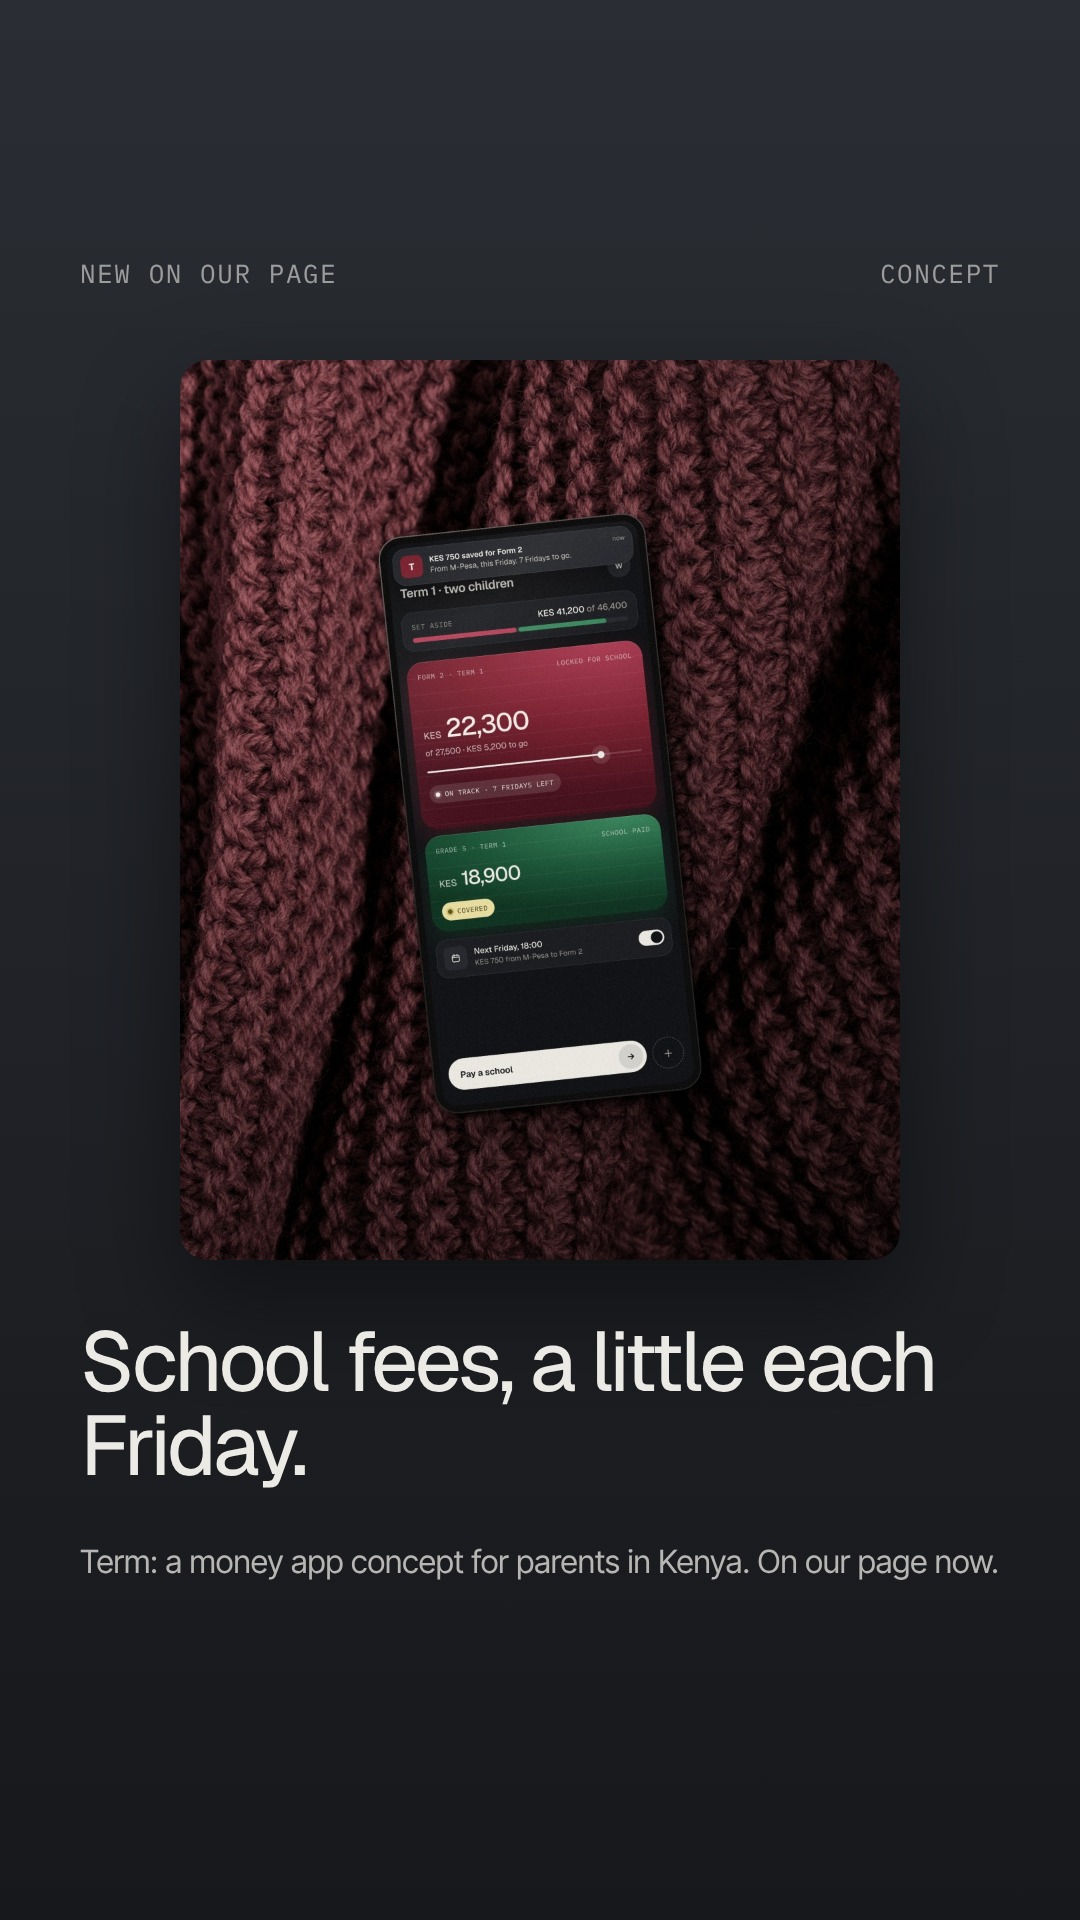 NEW ON OUR PAGE
CONCEPT
T
KES 750 saved for Form 2
now
From M-Pesa, this Friday. 7 Fridays to go.
W
Term 1 · two children
SET ASIDE
KES 41,200 of 46,400
FORM 2 · TERM 1
LOCKED FOR SCHOOL
KES 22,300
of 27,500 · KES 5,200 to go
ON TRACK · 7 FRIDAYS LEFT
GRADE 5 · TERM 1
SCHOOL PAID
KES 18,900
COVERED
Next Friday, 18:00
KES 750 from M-Pesa to Form 2
Pay a school
School fees, a little each
Friday.
Term: a money app concept for parents in Kenya. On our page now.